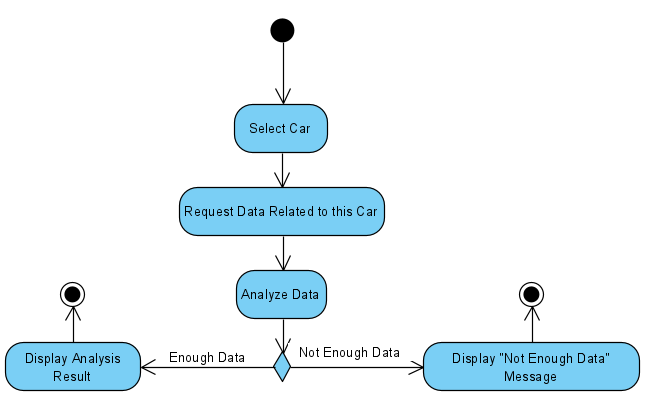 Select Car
Request Data Related to this Car
Analyze Data
Enough Data
Not Enough Data
Display Analysis
Result
Display "Not Enough Data"
Message